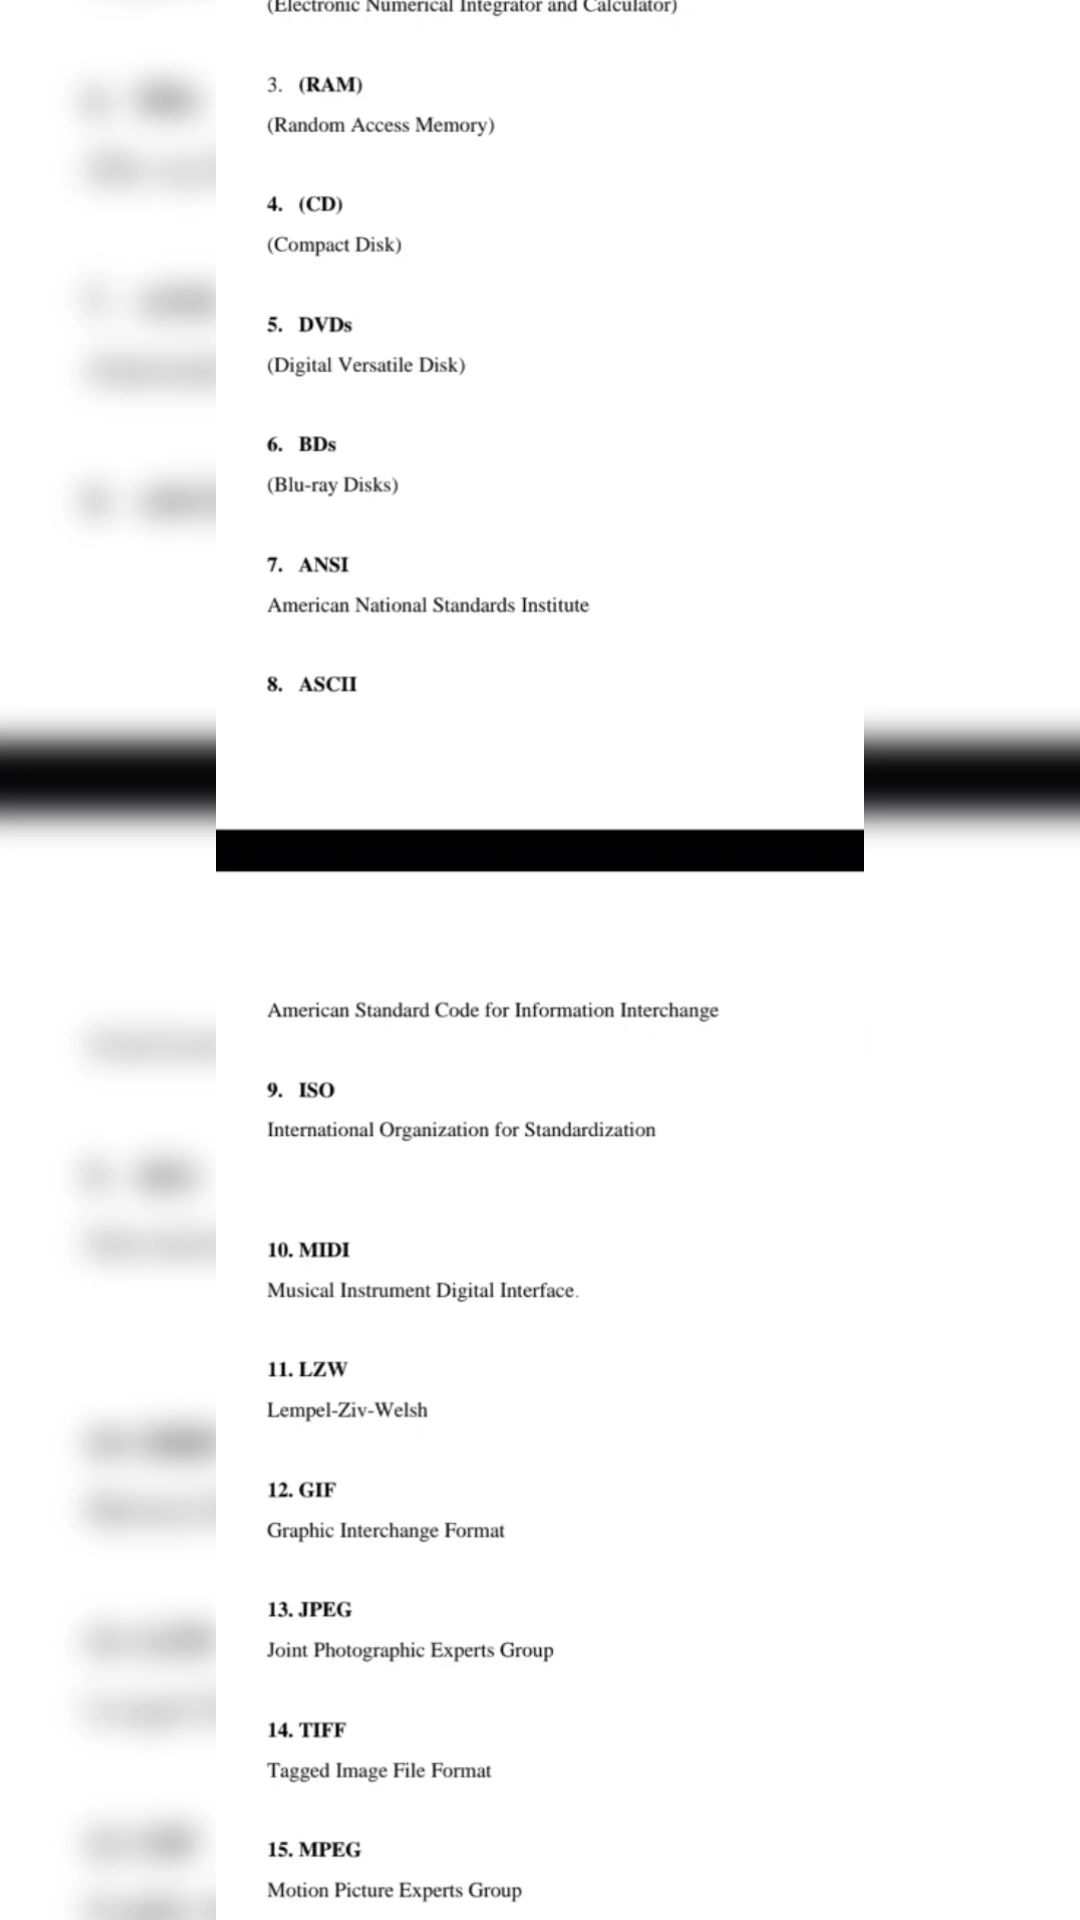 (Electronic Numerical Integrator and Calculator)
3. (RAM)
(Random Access Memory)
4. (CD)
(Compact Disk)
5. DVDs
(Digital Versatile Disk)
6. BDs
(Blu-ray Disks)
7. ANSI
American National Standards Institute
8. ASCII
American Standard Code for Information Interchange
9. ISO
International Organization for Standardization
10. MIDI
Musical Instrument Digital Interface.
11. LZW
Lempel-Ziv-Welsh
12. GIF
Graphic Interchange Format
13. JPEG
Joint Photographic Experts Group
14. TIFF
Tagged Image File Format
15. MPEG
Motion Picture Experts Group